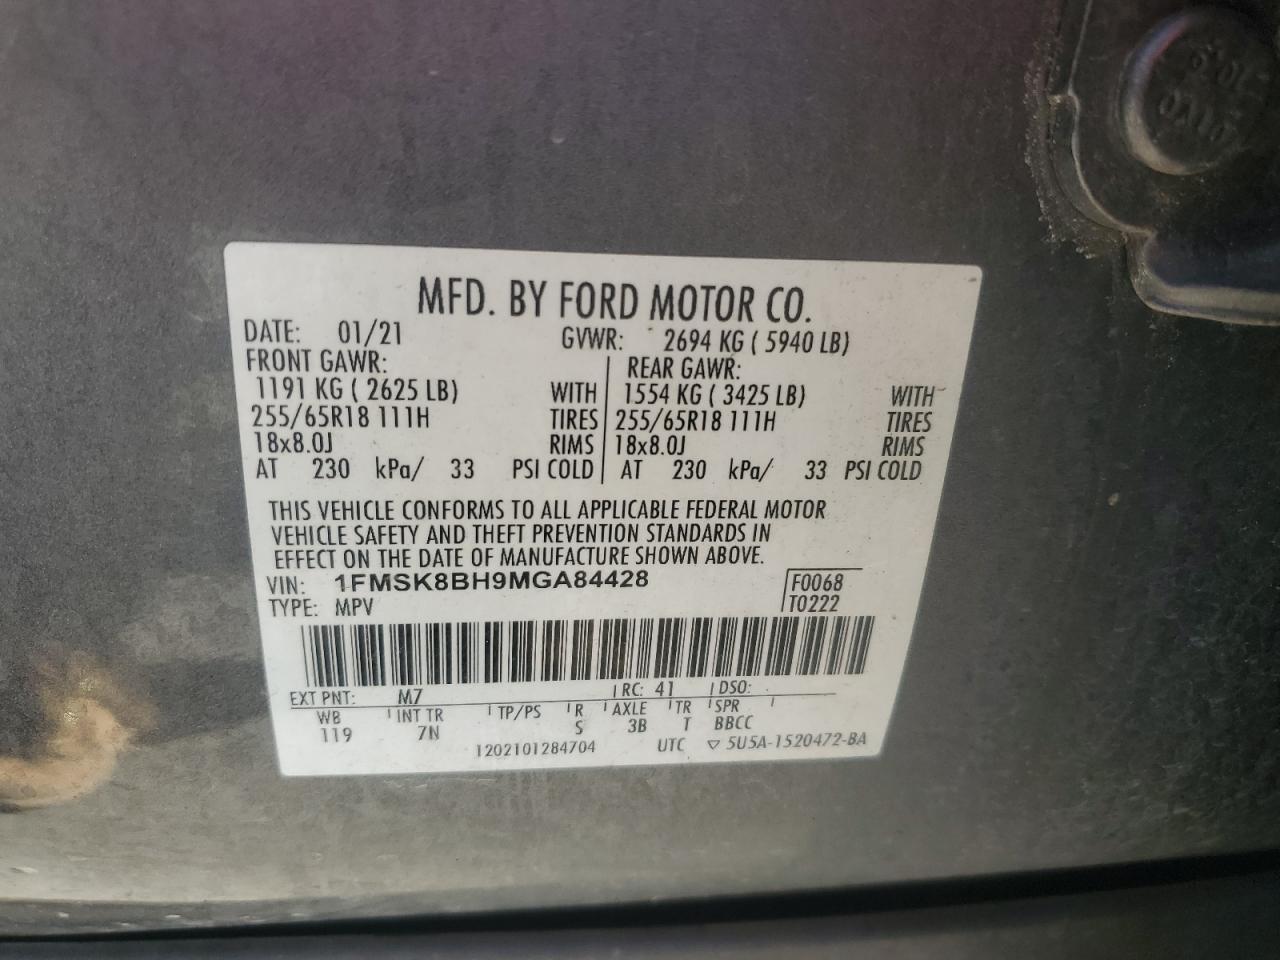 MFD. BY FORD MOTOR CO.
DATE: 01/21 GVWR: 2694 KG ( 5940 LB)
FRONT GAWR: REAR GAWR:
1191 KG ( 2625 LB) WITH 1554 KG ( 3425 LB) WITH
255/65R18 111H TIRES 255/65R18 111H TIRES
18x8.0J RIMS 18x8.0J RIMS
AT 230 kPa/ 33 PSI COLD AT 230 kPa/ 33 PSI COLD
THIS VEHICLE CONFORMS TO ALL APPLICABLE FEDERAL MOTOR
VEHICLE SAFETY AND THEFT PREVENTION STANDARDS IN
EFFECT ON THE DATE OF MANUFACTURE SHOWN ABOVE.
VIN: 1FMSK8BH9MGA84428 F0068
TYPE: MPV T0222
EXT PNT: M7 RC: 41 DSO:
WB INT TR TP/PS R AXLE TR SPR
119 7N S 3B T BBCC
1202101284704 UTC ▽ 5U5A-1520472-BA